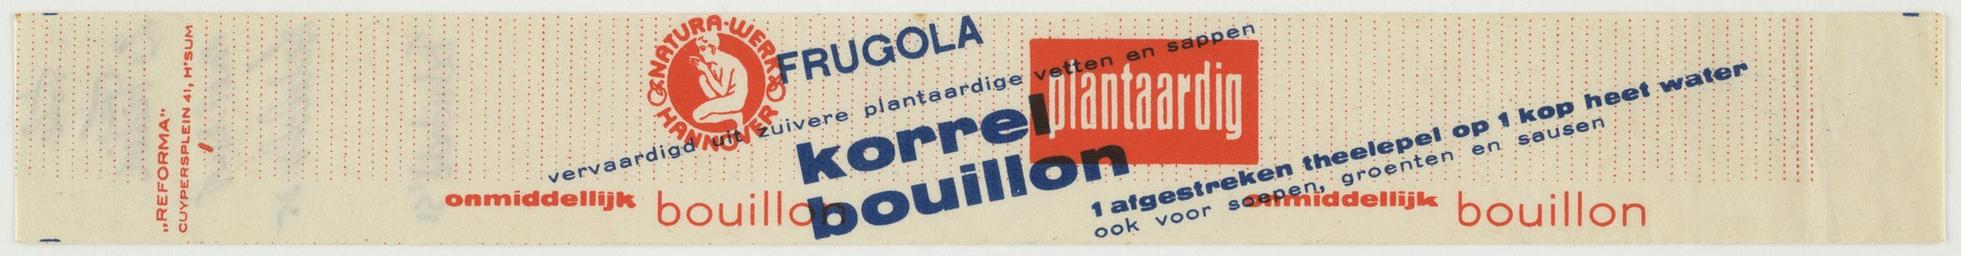 „REFORMA"
CUYPERSPLEIN 41, H'SUM
NATURA-WERK
HANNOVER
FRUGOLA
vervaardigd uit zuivere plantaardige vetten en sappen
plantaardig
korrel
bouillon
1 afgestreken theelepel op 1 kop heet water
ook voor soepen, groenten en sausen
onmiddellijk bouillon
onmiddellijk bouillon